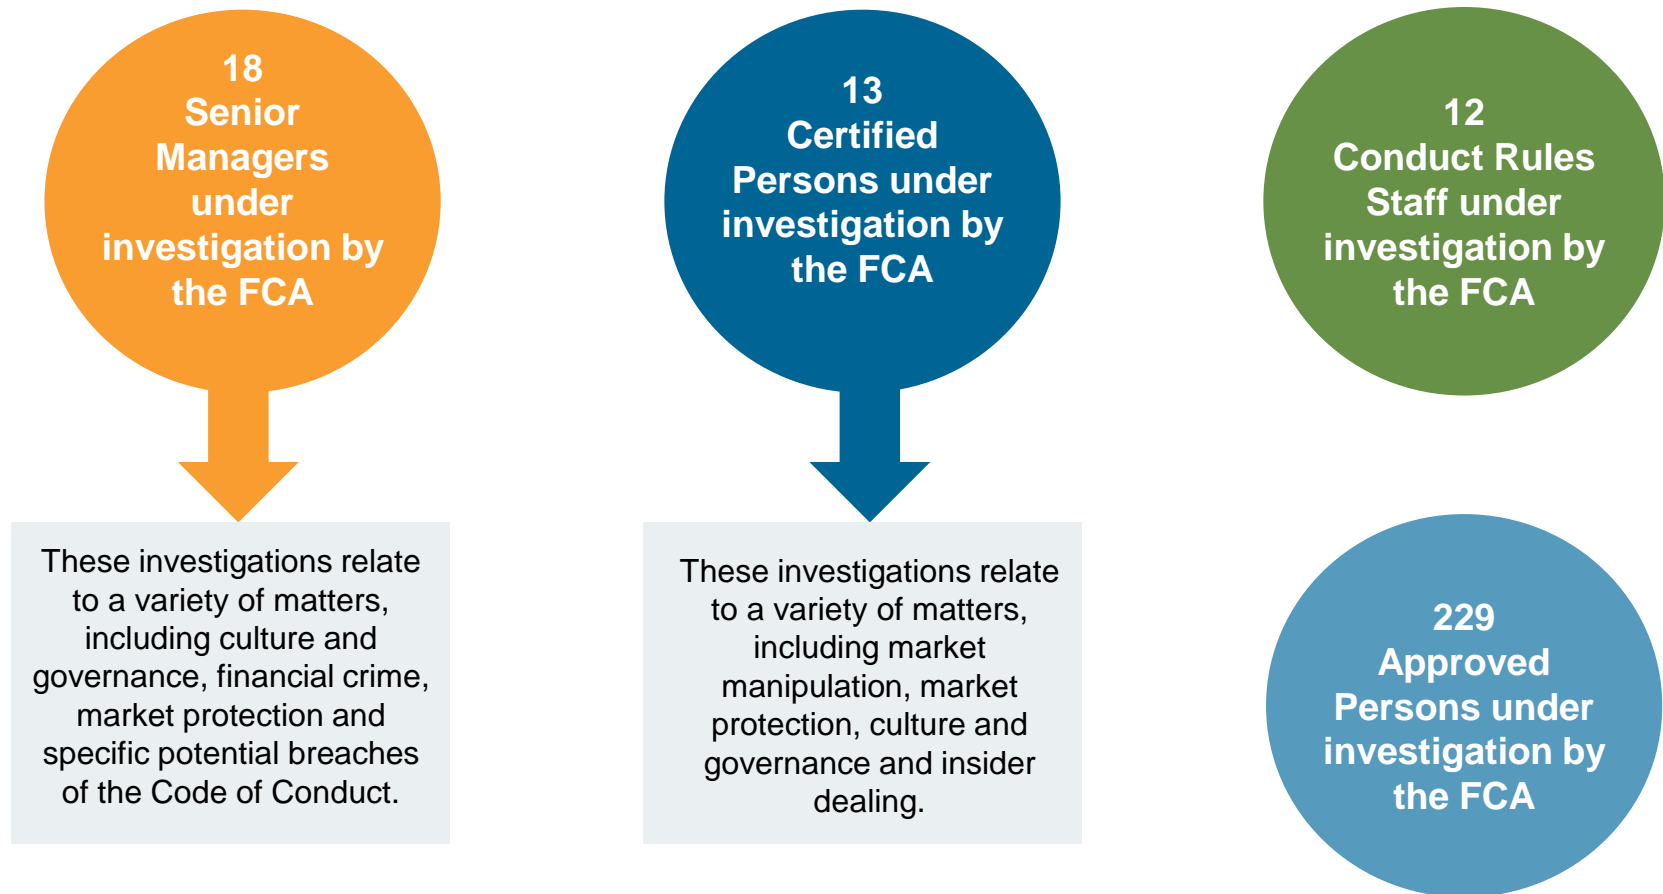 18
Senior
Managers
under
investigation by
the FCA
These investigations relate
to a variety of matters,
including culture and
governance, financial crime,
market protection and
specific potential breaches
of the Code of Conduct.
13
Certified
Persons under
investigation by
the FCA
These investigations relate
to a variety of matters,
including market
manipulation, market
protection, culture and
governance and insider
dealing.
12
Conduct Rules
Staff under
investigation by
the FCA
229
Approved
Persons under
investigation by
the FCA